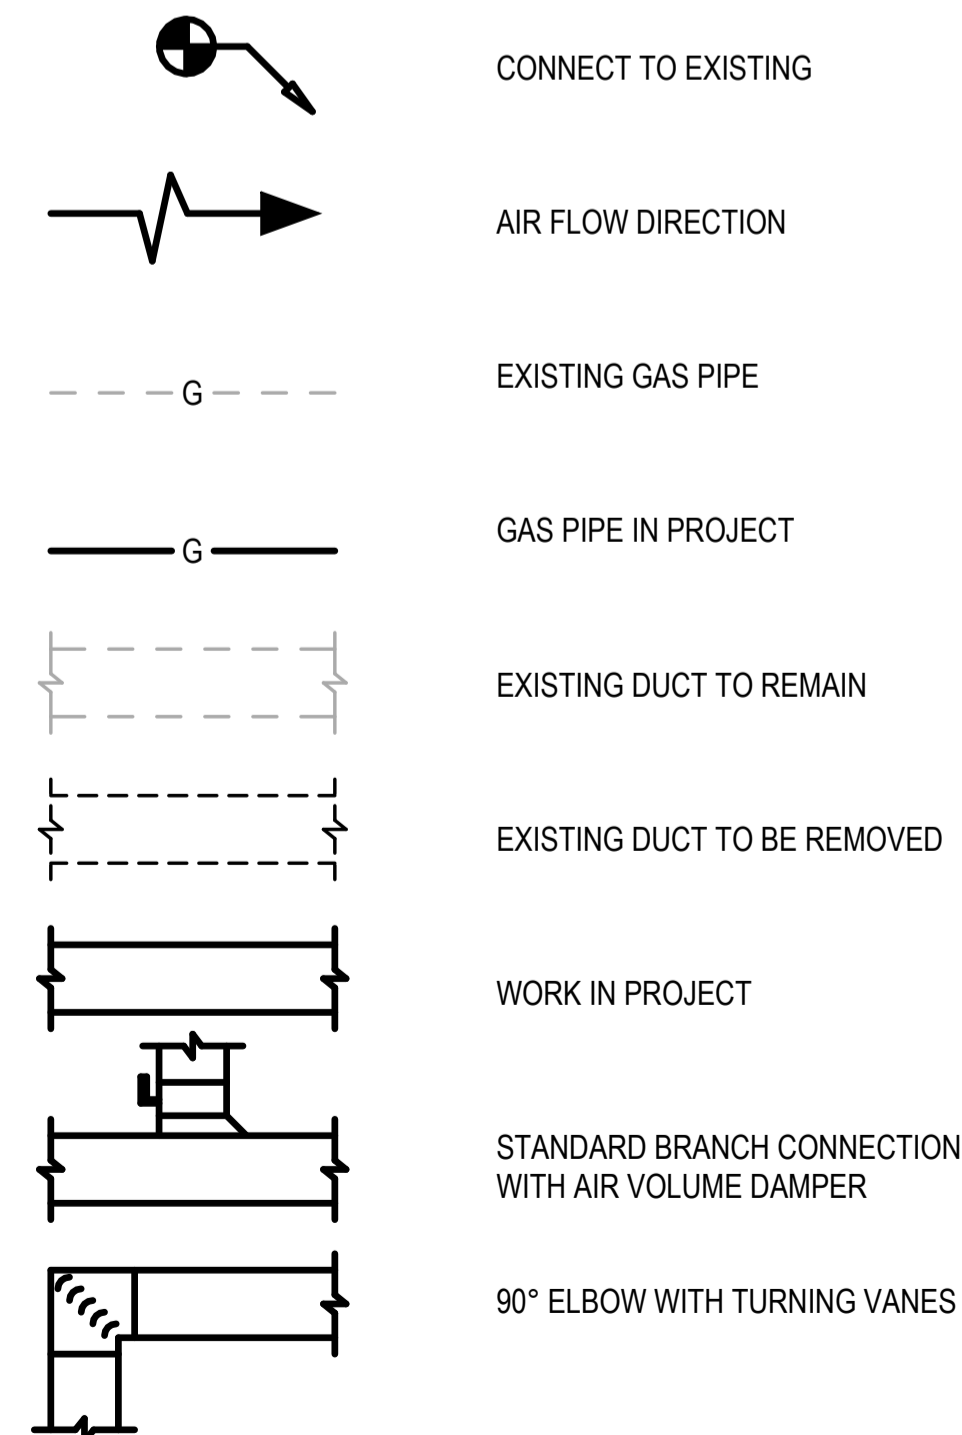 CONNECT TO EXISTING
AIR FLOW DIRECTION
EXISTING GAS PIPE
G
GAS PIPE IN PROJECT
G
EXISTING DUCT TO REMAIN
EXISTING DUCT TO BE REMOVED
WORK IN PROJECT
STANDARD BRANCH CONNECTION
WITH AIR VOLUME DAMPER
90° ELBOW WITH TURNING VANES